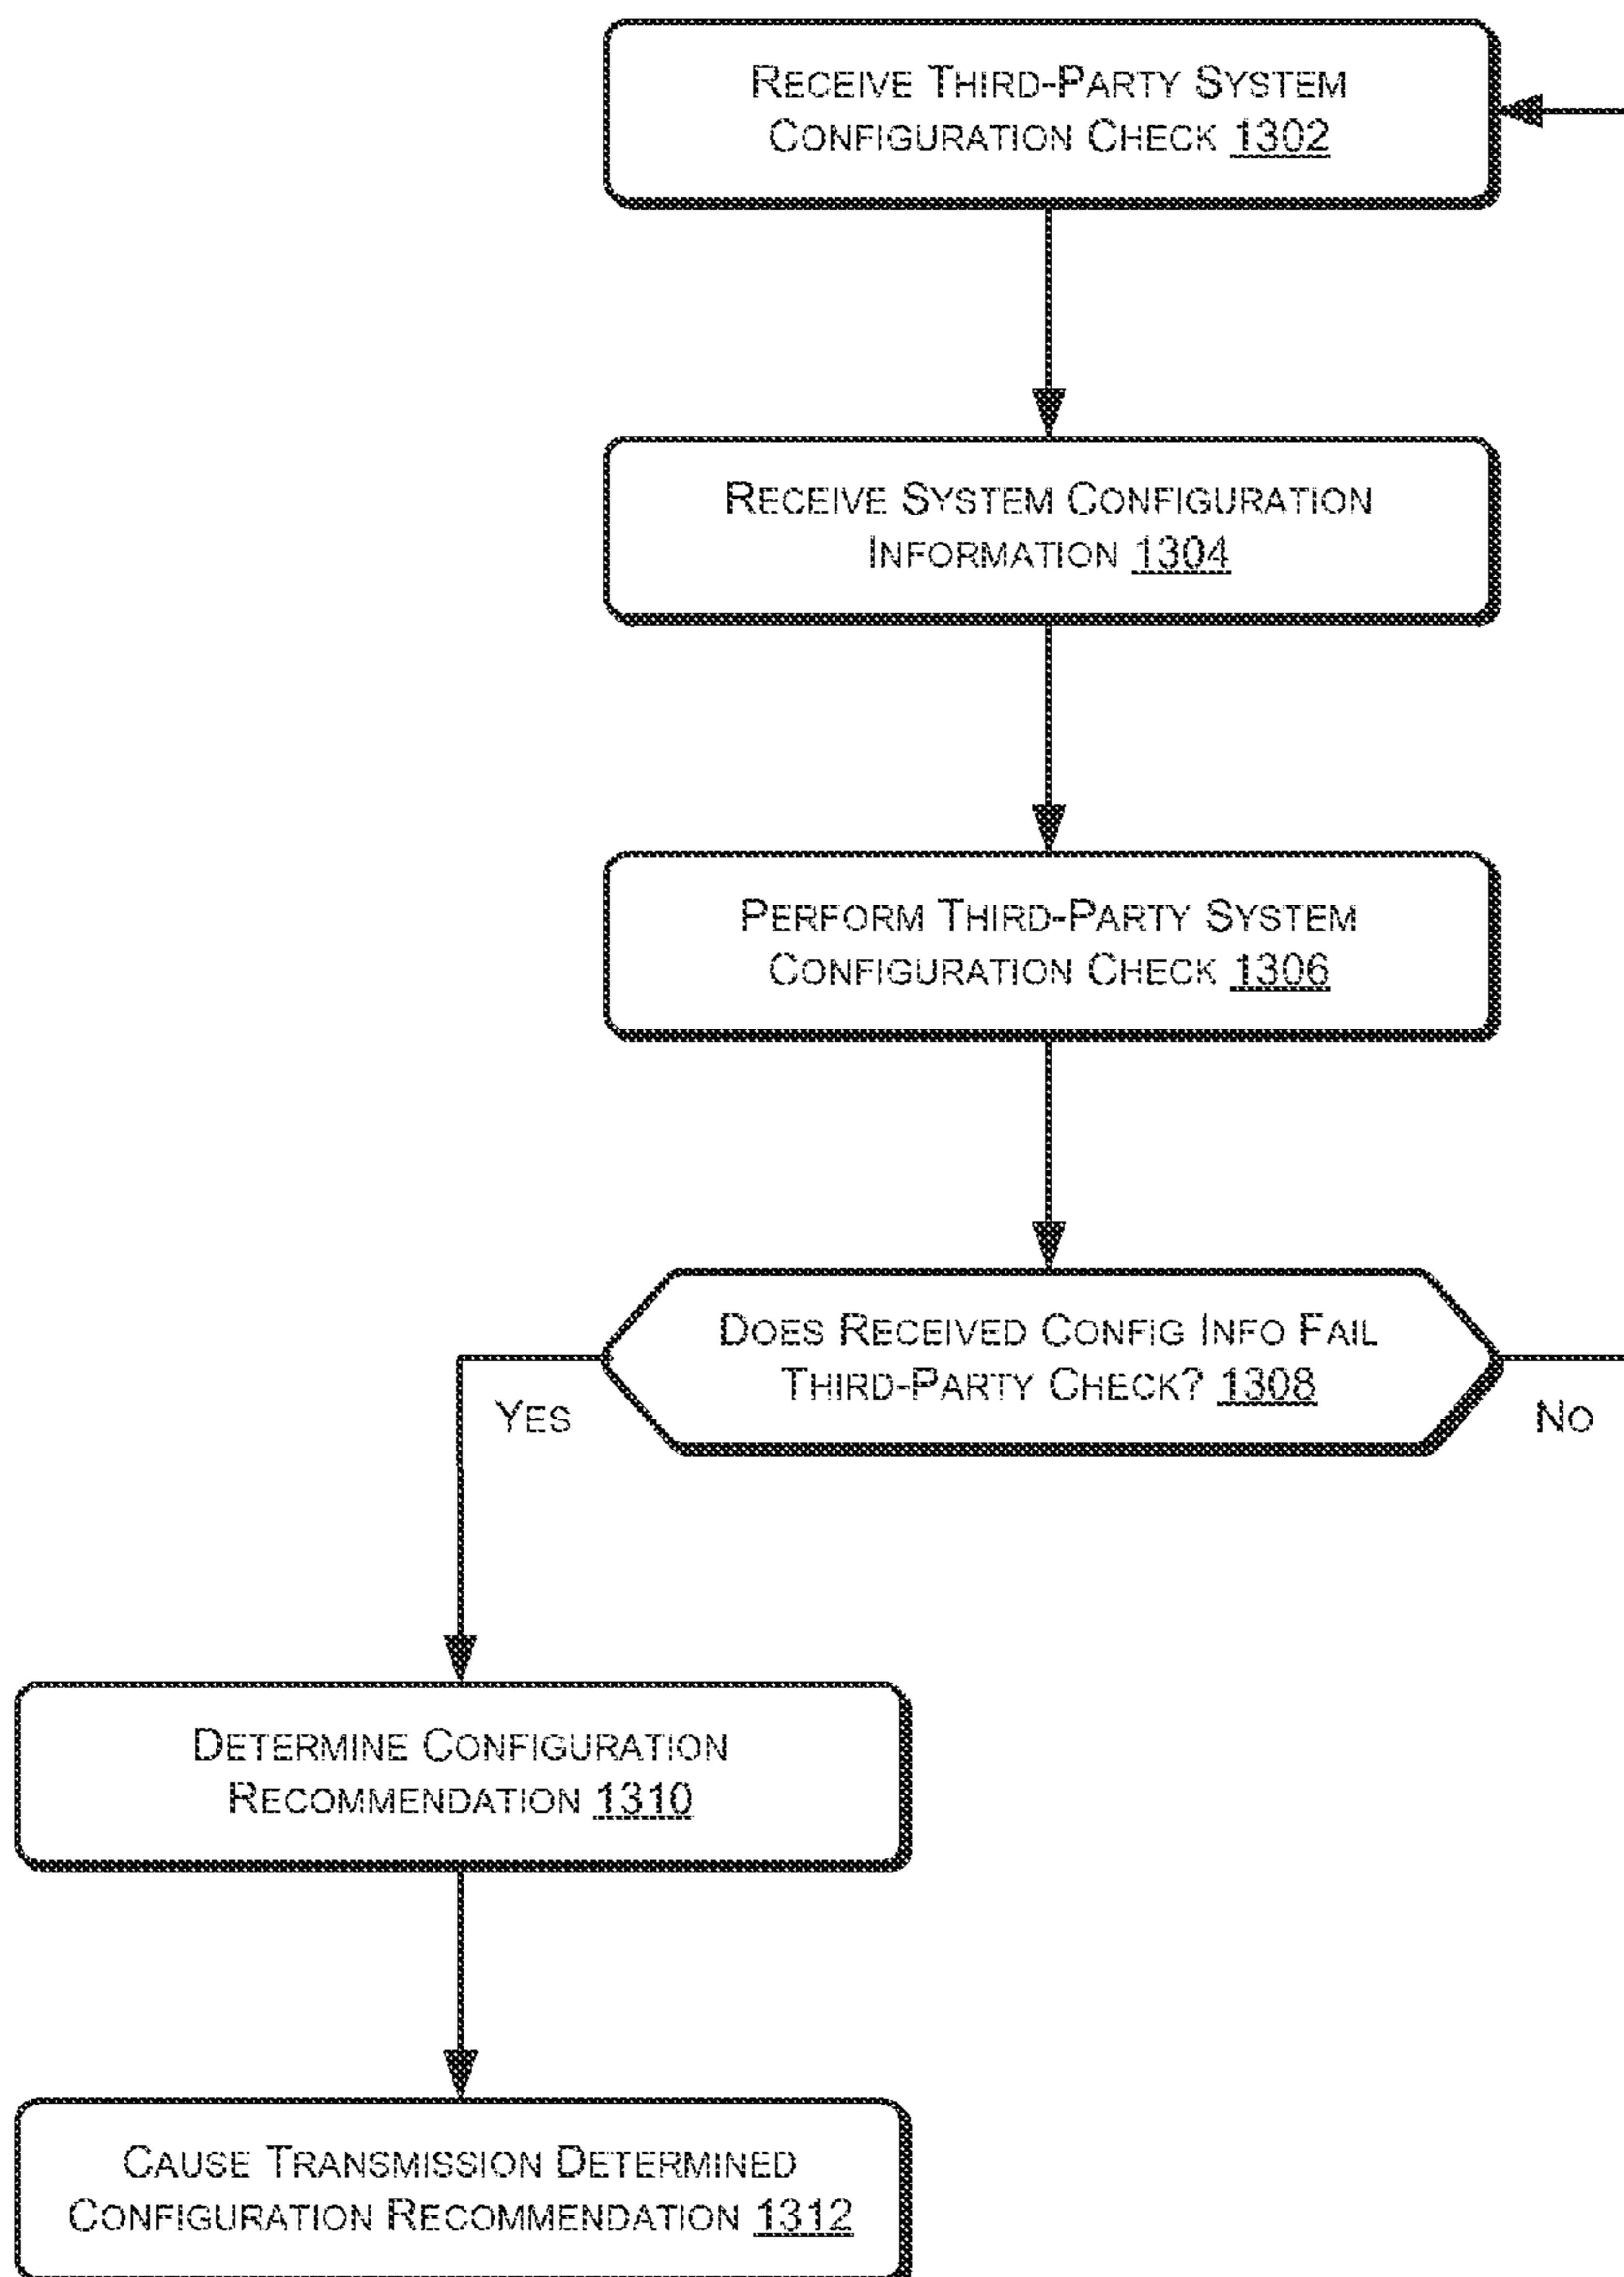 RECEIVE THIRD-PARTY SYSTEM
CONFIGURATION CHECK 1302
RECEIVE SYSTEM CONFIGURATION
INFORMATION 1304
PERFORM THIRD-PARTY SYSTEM
CONFIGURATION CHECK 1306
DOES RECEIVED CONFIG INFO FAIL
THIRD-PARTY CHECK? 1308
YES
NO
DETERMINE CONFIGURATION
RECOMMENDATION 1310
CAUSE TRANSMISSION DETERMINED
CONFIGURATION RECOMMENDATION 1312